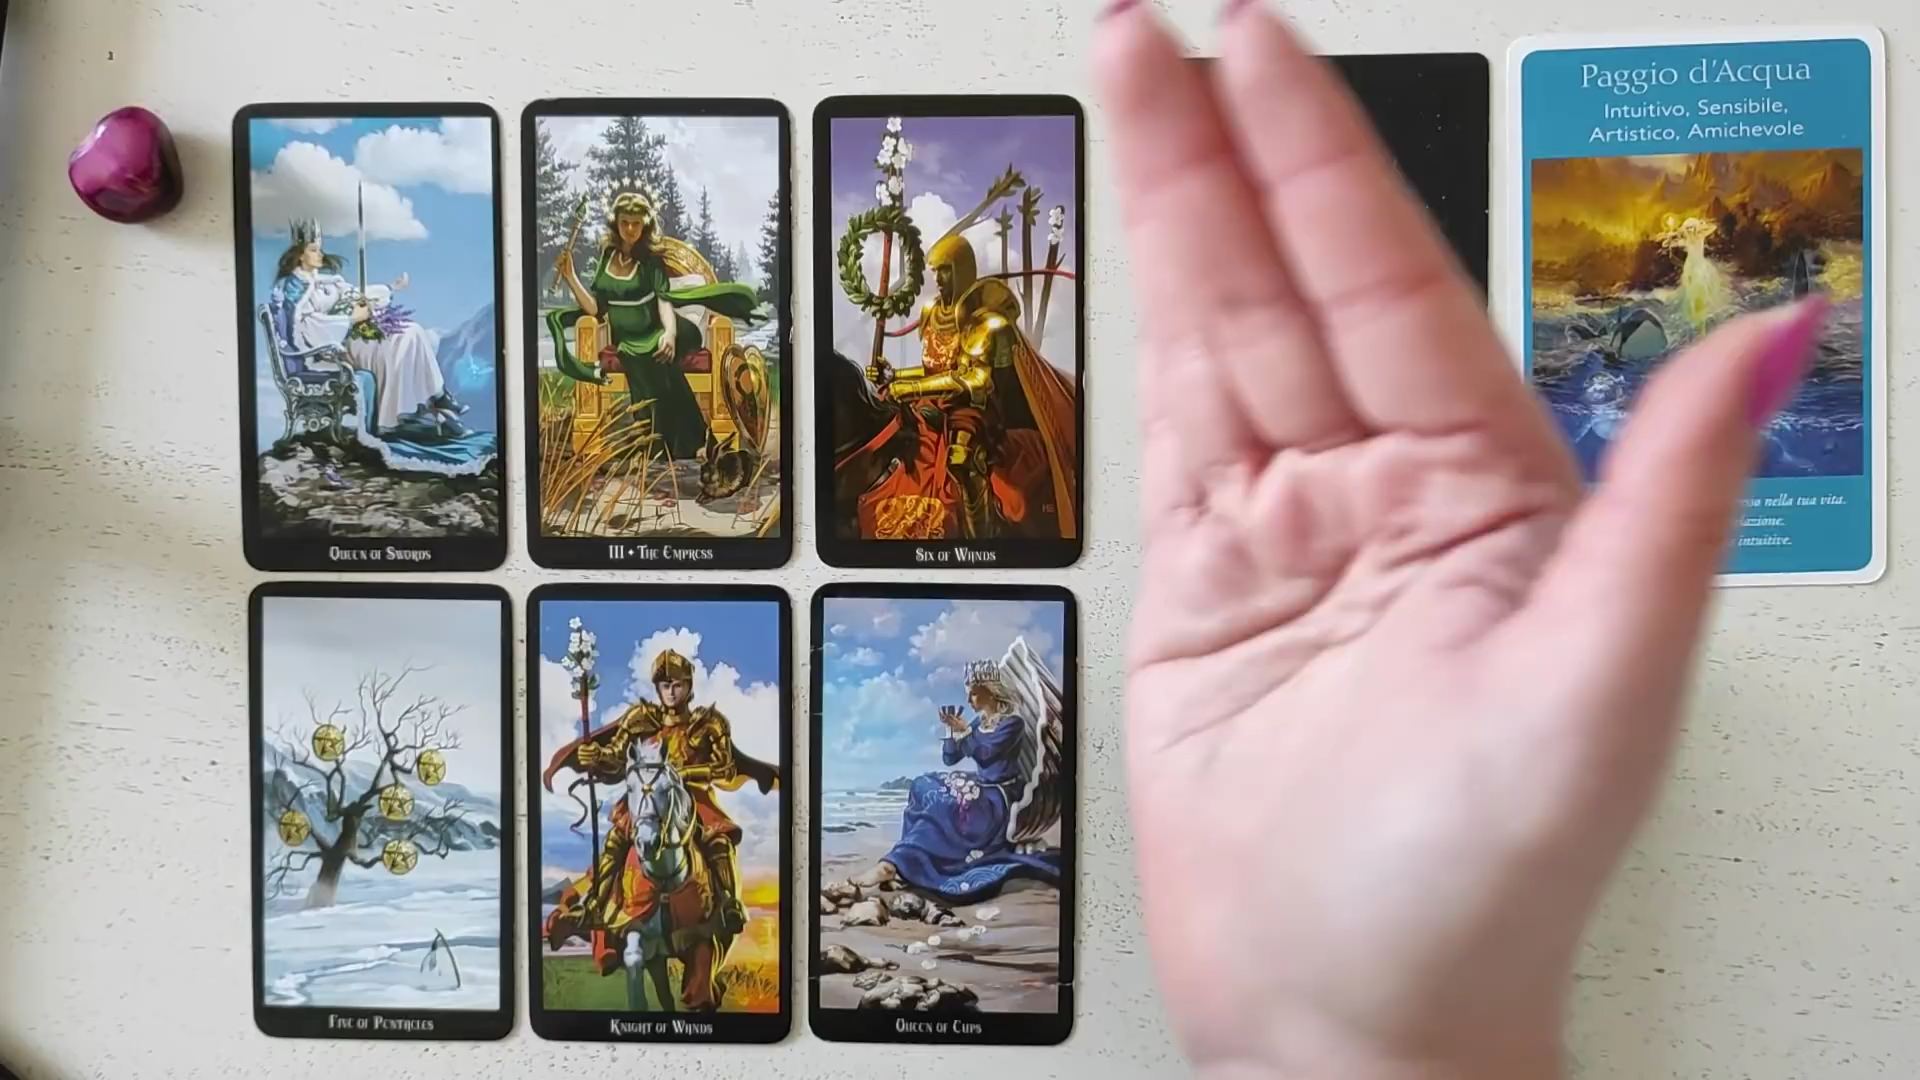 Paggio d'Acqua
Intuitivo, Sensibile,
Artistico, Amichevole
nella tua vita.
intuitive.
Queen of Swords
III • The Empress
Six of Wands
Five of Pentacles
Knight of Wands
Queen of Cups